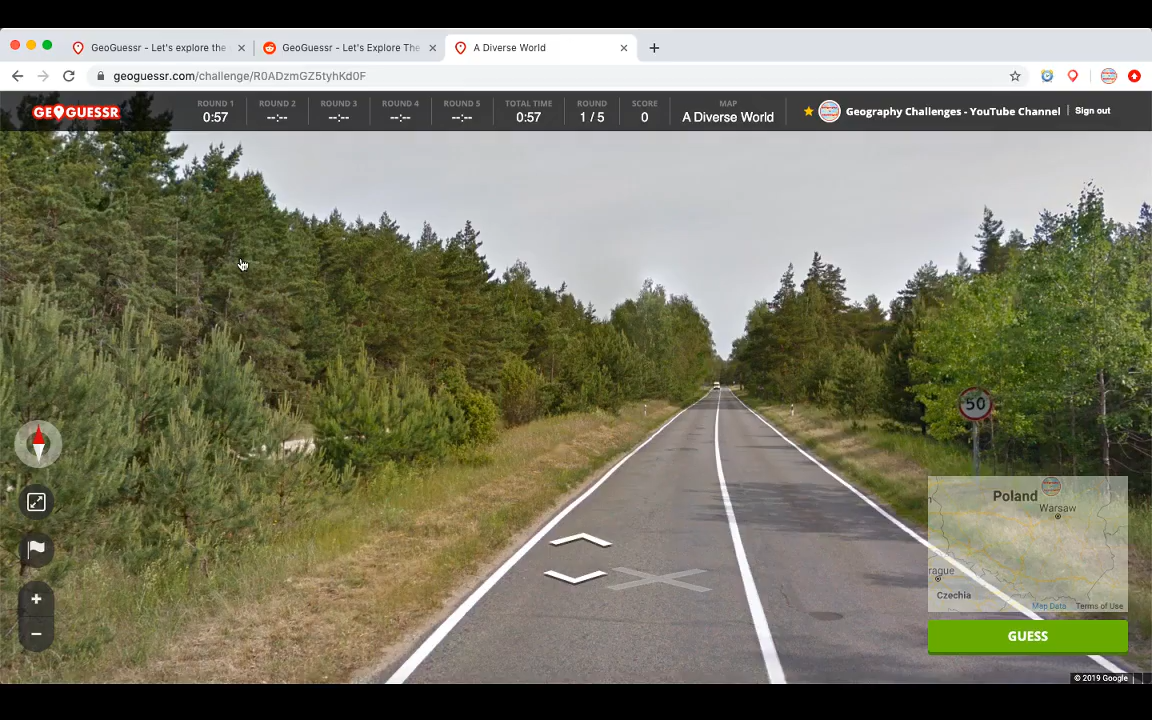 GeoGuessr - Let's explore the
GeoGuessr - Let's Explore The
A Diverse World
geoguessr.com/challenge/R0ADzmGZ5tyhKd0F
GEOGUESSR
ROUND 1
0:57
ROUND 2
--:--
ROUND 3
--:--
ROUND 4
--:--
ROUND 5
--:--
TOTAL TIME
0:57
ROUND
1 / 5
SCORE
0
MAP
A Diverse World
Geography Challenges - YouTube Channel
Sign out
50
Poland
Warsaw
rague
Czechia
Map Data
Terms of Use
GUESS
© 2019 Google